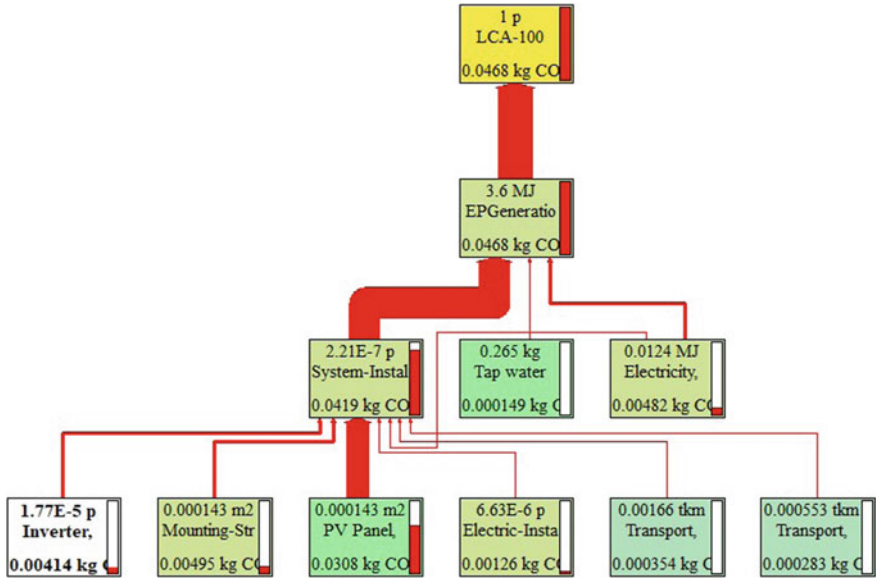 1 p
LCA-100
0.0468 kg CO
3.6 MJ
EPGeneratio
0.0468 kg CO
2.21E-7 p
System-Instal
0.0419 kg CO
0.265 kg
Tap water
0.000149 kg C
0.0124 MJ
Electricity,
0.00482 kg CO
1.77E-5 p
Inverter,
0.00414 kg C
0.000143 m2
Mounting-Str
0.00495 kg CO
0.000143 m2
PV Panel,
0.0308 kg CO
6.63E-6 p
Electric-Insta
0.00126 kg CO
0.00166 tkm
Transport,
0.000354 kg C
0.000553 tkm
Transport,
0.000283 kg C